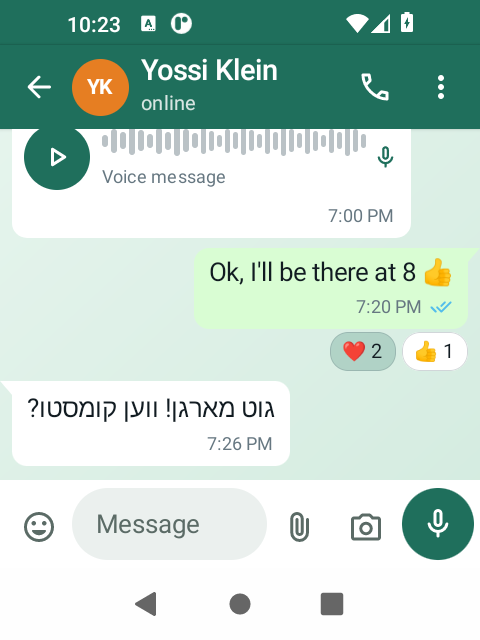 10:23
YK
Yossi Klein
online
Voice message
7:00 PM
Ok, I'll be there at 8 👍
7:20 PM
❤️ 2 👍 1
גוט מארגן! ווען קומסטו?
7:26 PM
Message